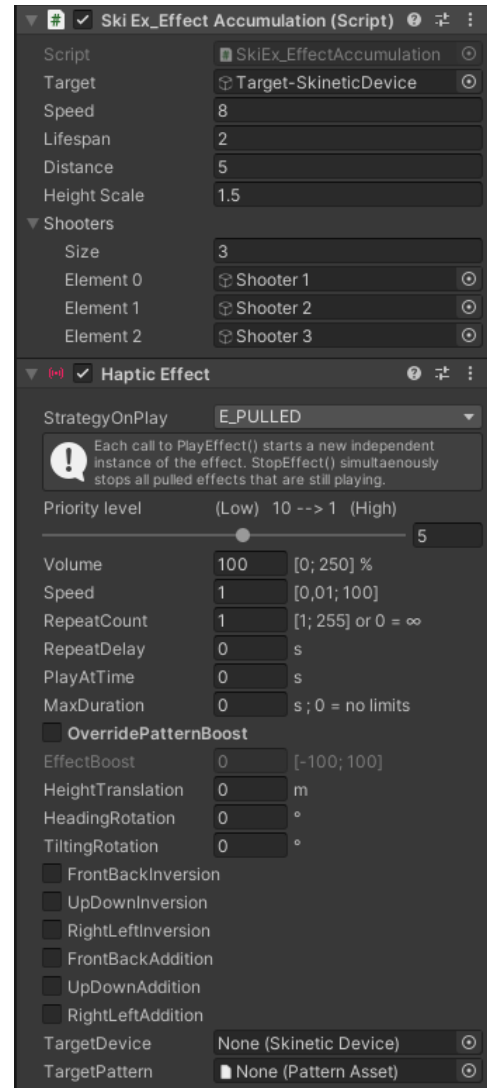 Ski Ex_Effect Accumulation (Script)
Script SkiEx_EffectAccumulation
Target Target-SkineticDevice
Speed 8
Lifespan 2
Distance 5
Height Scale 1.5
Shooters
Size 3
Element 0 Shooter 1
Element 1 Shooter 2
Element 2 Shooter 3
Haptic Effect
StrategyOnPlay E_PULLED
Each call to PlayEffect() starts a new independent
instance of the effect. StopEffect() simultaenously
stops all pulled effects that are still playing.
Priority level (Low) 10 --> 1 (High)
5
Volume 100 [0; 250] %
Speed 1 [0,01; 100]
RepeatCount 1 [1; 255] or 0 = ∞
RepeatDelay 0 s
PlayAtTime 0 s
MaxDuration 0 s ; 0 = no limits
OverridePatternBoost
EffectBoost 0 [-100; 100]
HeightTranslation 0 m
HeadingRotation 0 °
TiltingRotation 0 °
FrontBackInversion
UpDownInversion
RightLeftInversion
FrontBackAddition
UpDownAddition
RightLeftAddition
TargetDevice None (Skinetic Device)
TargetPattern None (Pattern Asset)